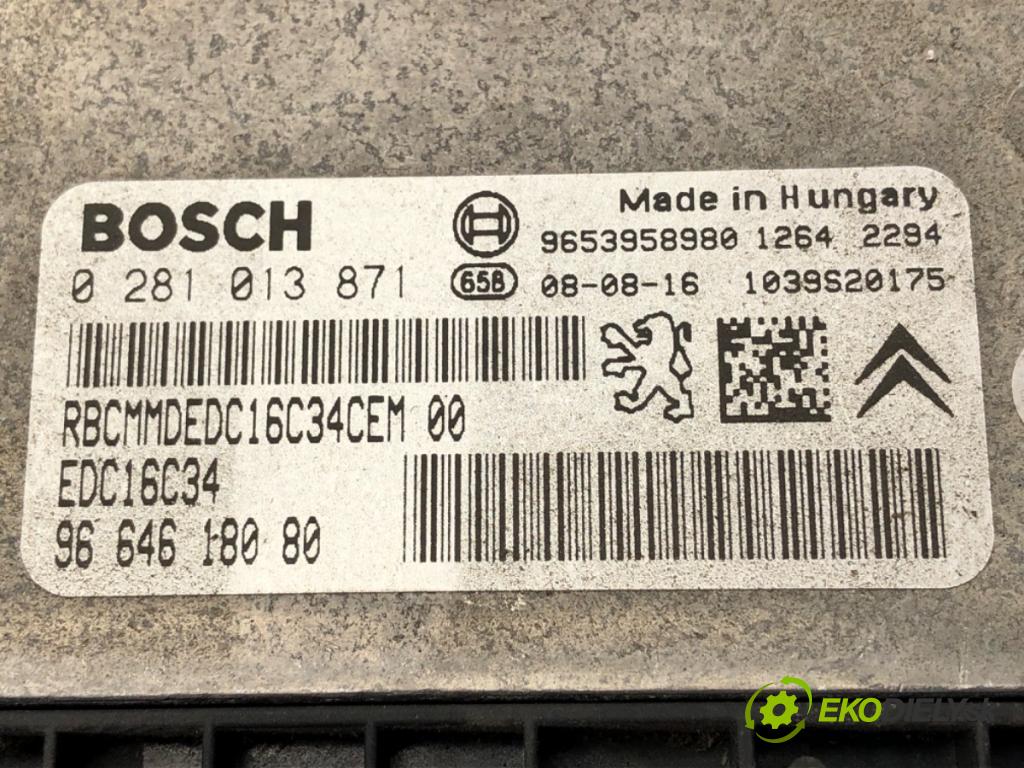 BOSCH
Made in Hungary
9653958980 1264 2294
0 281 013 871 658 08-08-16 1039S20175
RBCMMDEDC16C34CEM 00
EDC16C34
96 646 180 80
EKODIELY.sk